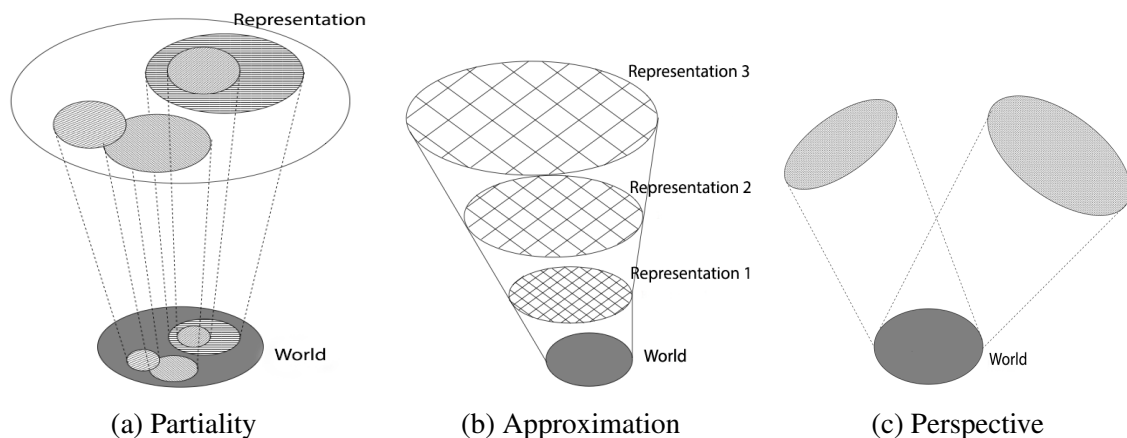 Representation
World
(a) Partiality
Representation 3
Representation 2
Representation 1
World
(b) Approximation
World
(c) Perspective